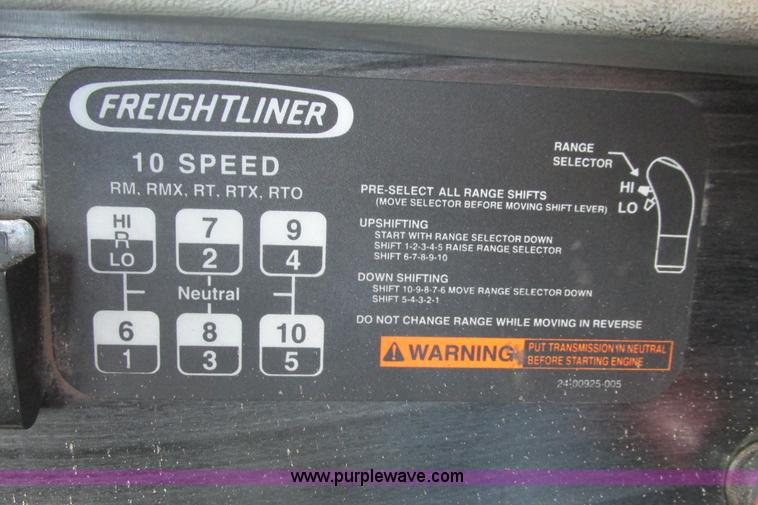 FREIGHTLINER
10 SPEED
RM, RMX, RT, RTX, RTO
HI
R
LO
7
2
9
4
Neutral
6
1
8
3
10
5
RANGE
SELECTOR
HI
LO
PRE-SELECT ALL RANGE SHIFTS
(MOVE SELECTOR BEFORE MOVING SHIFT LEVER)
UPSHIFTING
START WITH RANGE SELECTOR DOWN
SHIFT 1-2-3-4-5 RAISE RANGE SELECTOR
SHIFT 6-7-8-9-10
DOWN SHIFTING
SHIFT 10-9-8-7-6 MOVE RANGE SELECTOR DOWN
SHIFT 5-4-3-2-1
DO NOT CHANGE RANGE WHILE MOVING IN REVERSE
WARNING
PUT TRANSMISSION IN NEUTRAL
BEFORE STARTING ENGINE
24-00925-005
www.purplewave.com